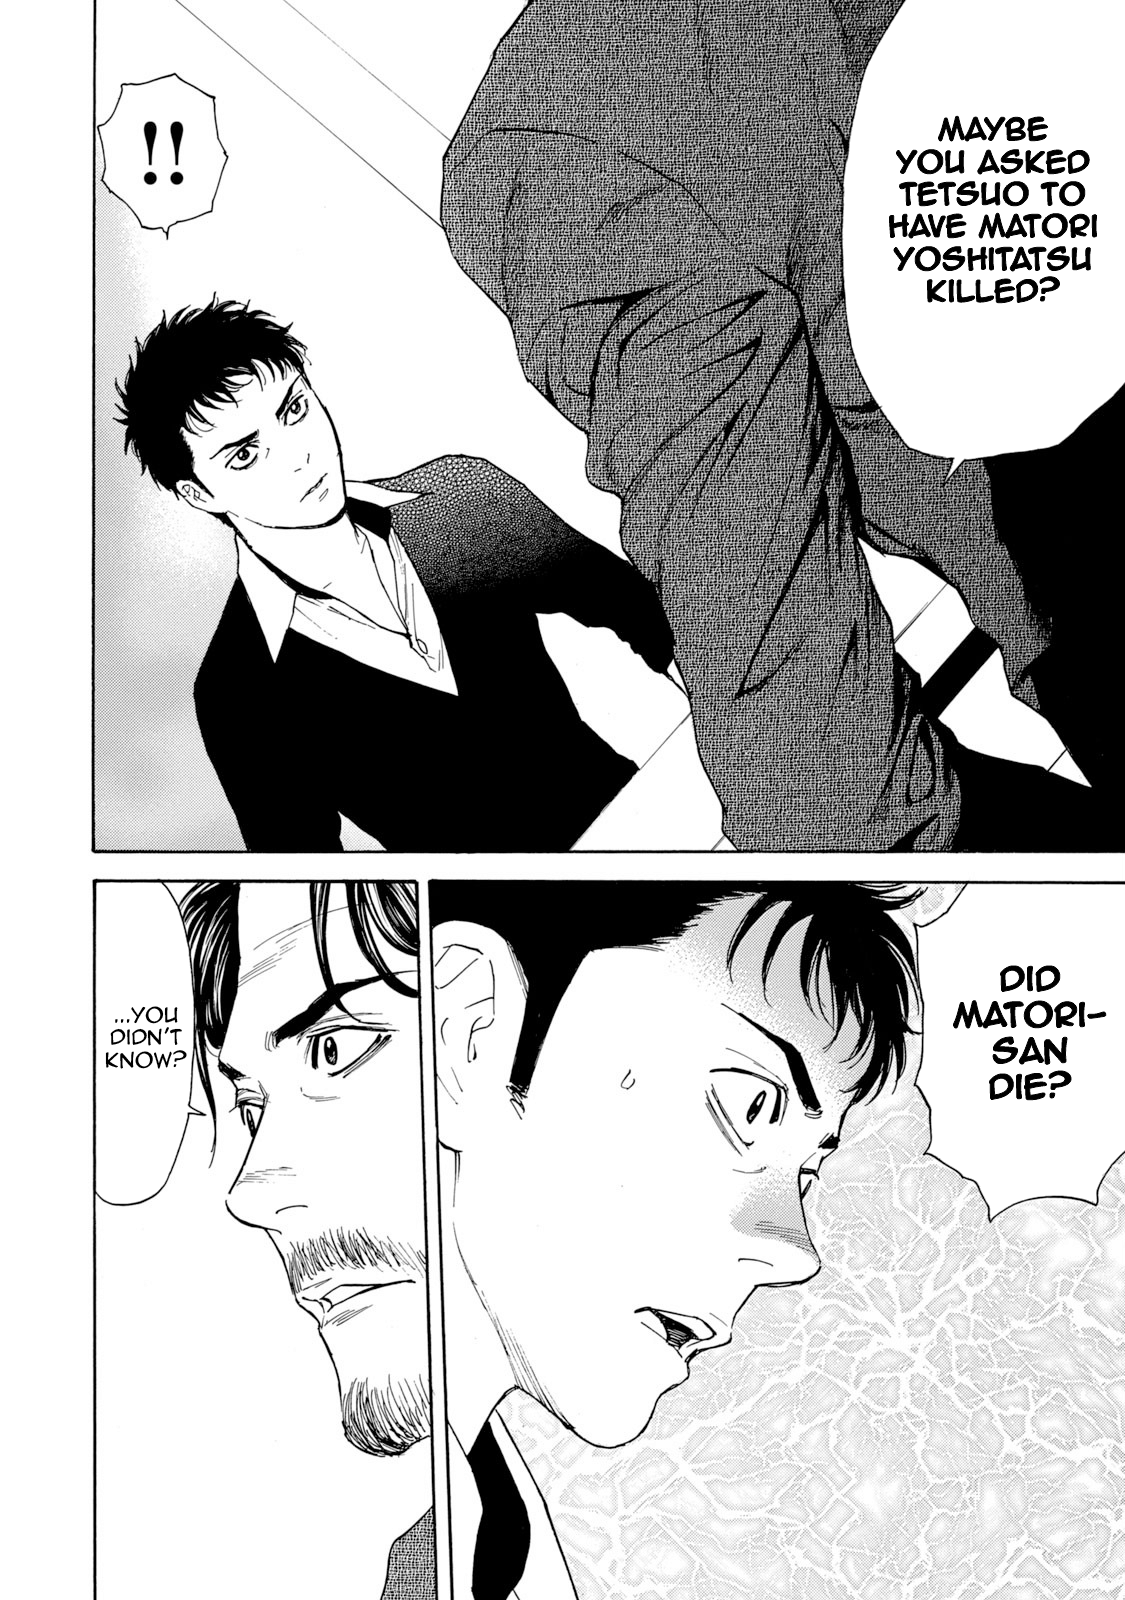 MAYBE
YOU ASKED
TETSUO TO
HAVE MATORI
YOSHITATSU
KILLED?
!!
DID
MATORI-
SAN
DIE?
...YOU
DIDN'T
KNOW?